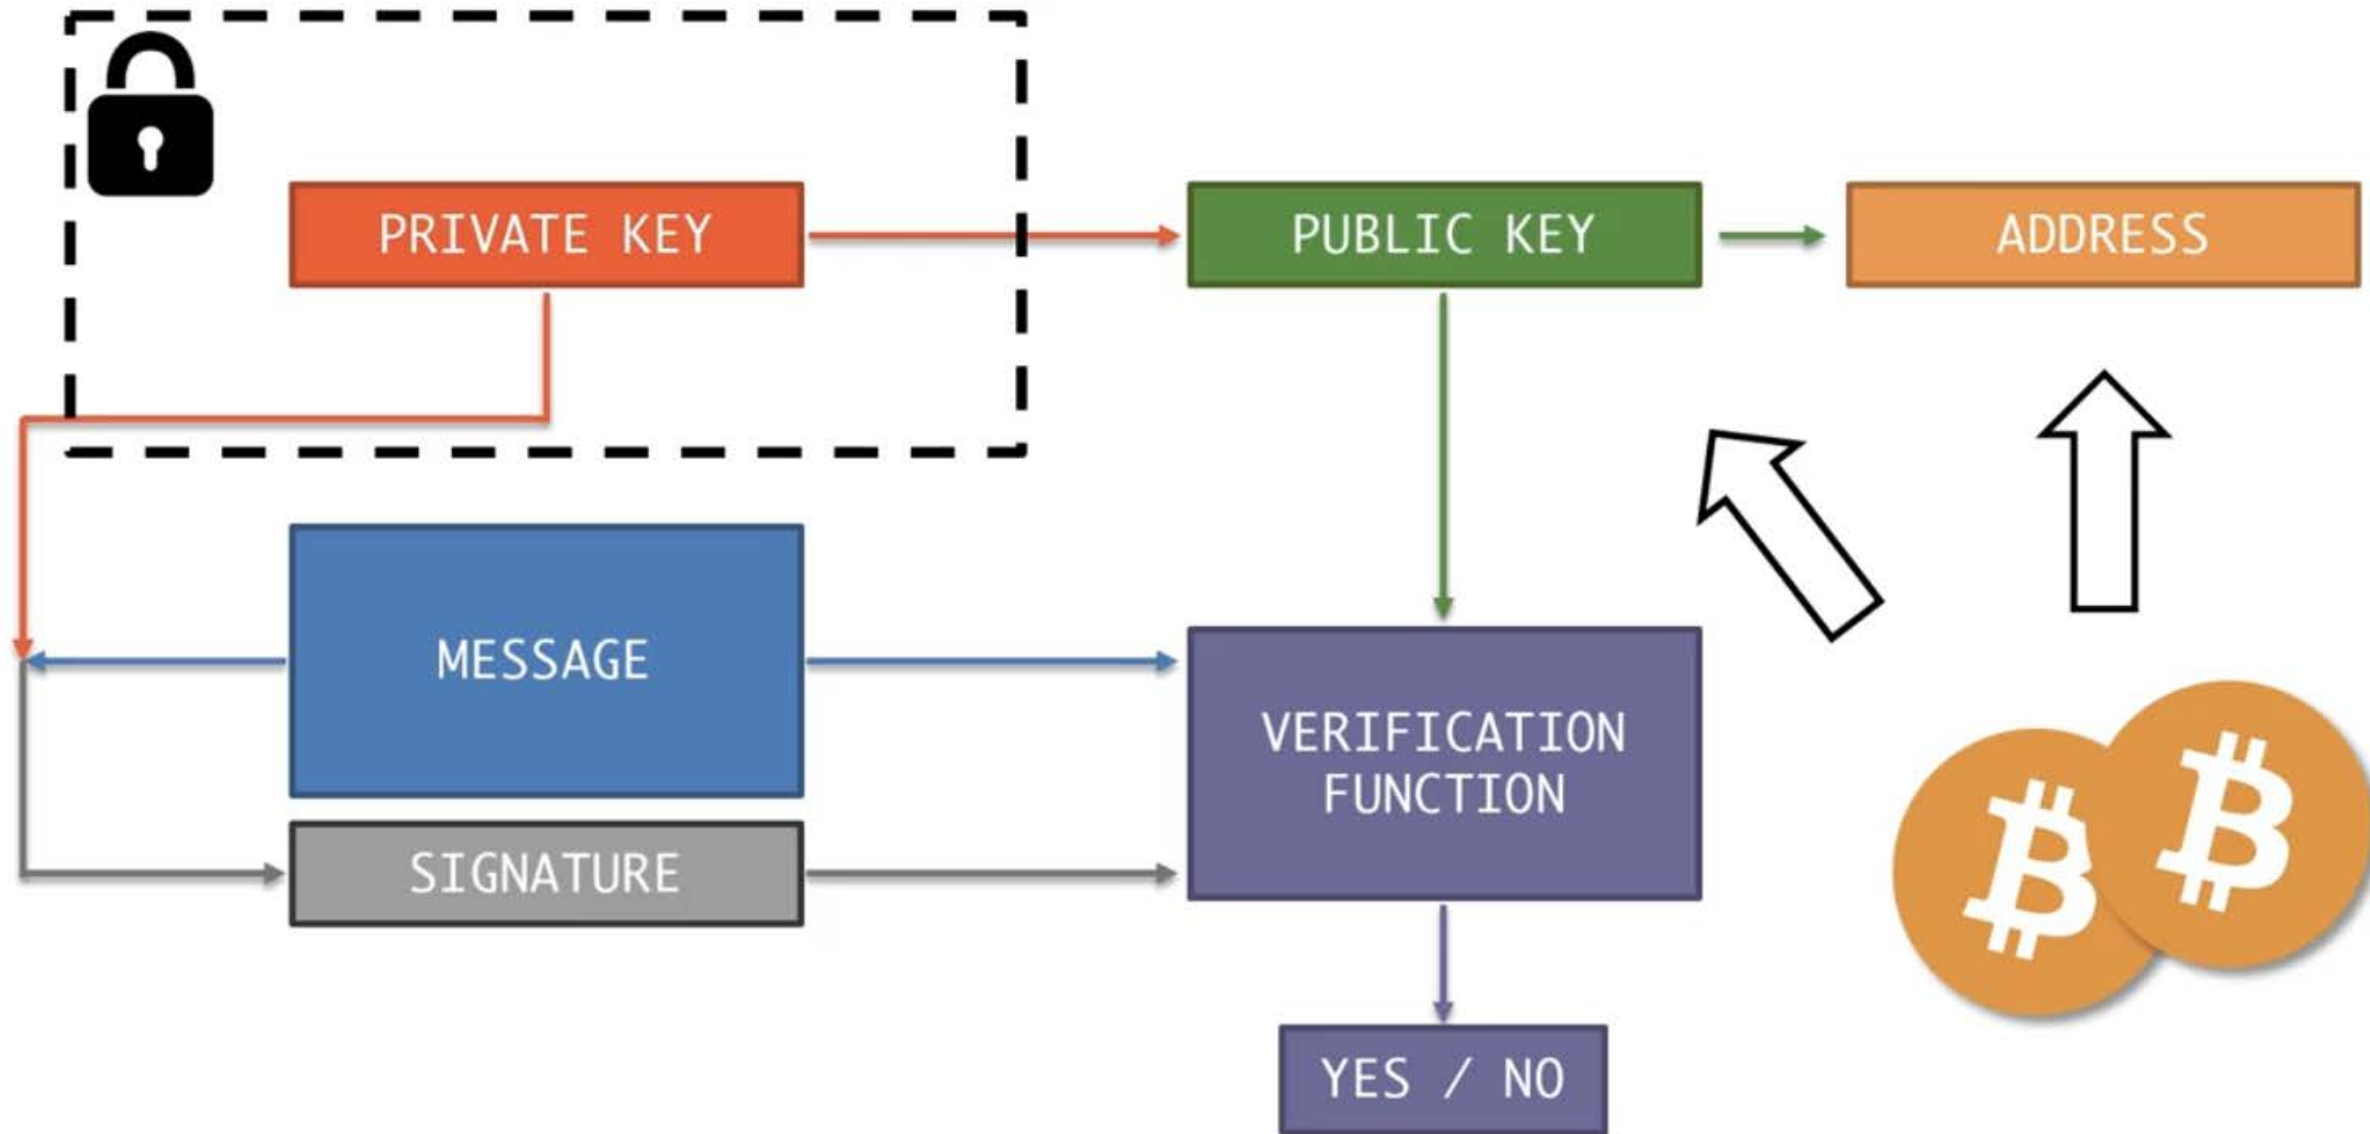 PRIVATE KEY
PUBLIC KEY
ADDRESS
MESSAGE
VERIFICATION
FUNCTION
SIGNATURE
YES / NO